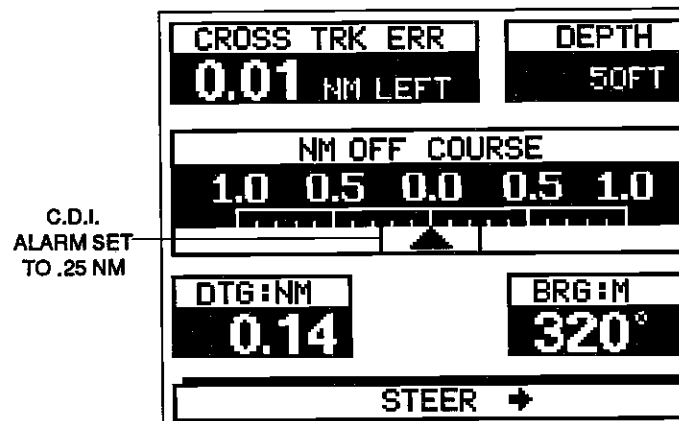 CROSS TRK ERR
0.01 NM LEFT
DEPTH
50FT
NM OFF COURSE
1.0 0.5 0.0 0.5 1.0
C.D.I.
ALARM SET
TO .25 NM
DTG:NM
0.14
BRG:M
320°
STEER →